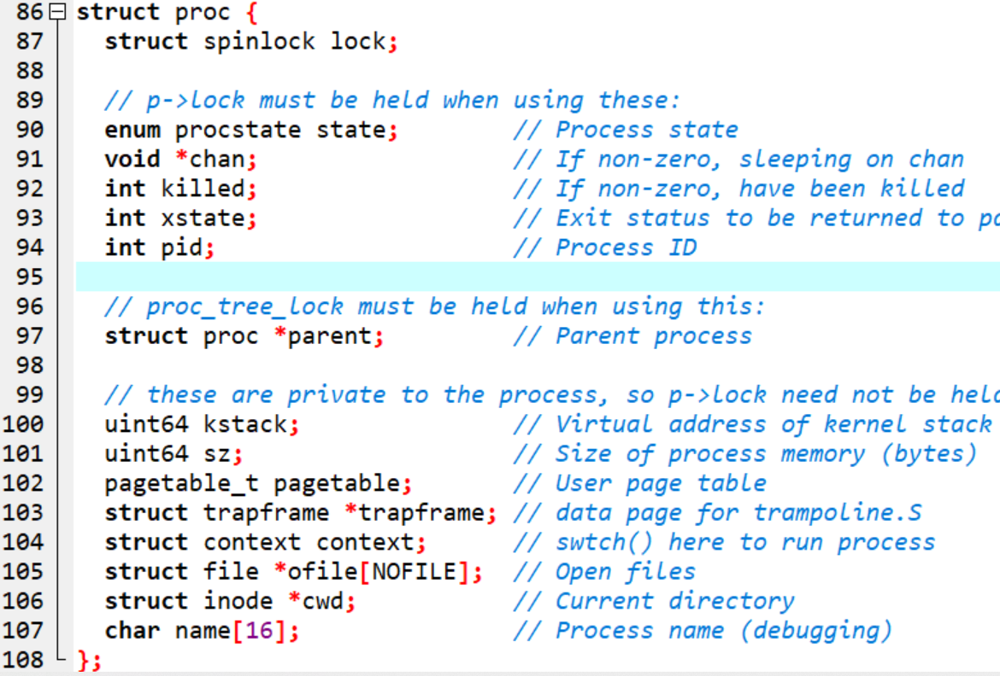 86 struct proc {
87 struct spinlock lock;
88
89 // p->lock must be held when using these:
90 enum procstate state; // Process state
91 void *chan; // If non-zero, sleeping on chan
92 int killed; // If non-zero, have been killed
93 int xstate; // Exit status to be returned to
94 int pid; // Process ID
95
96 // proc_tree_lock must be held when using this:
97 struct proc *parent; // Parent process
98
99 // these are private to the process, so p->lock need not be held
100 uint64 kstack; // Virtual address of kernel stack
101 uint64 sz; // Size of process memory (bytes)
102 pagetable_t pagetable; // User page table
103 struct trapframe *trapframe; // data page for trampoline.S
104 struct context context; // swtch() here to run process
105 struct file *ofile[NOFILE]; // Open files
106 struct inode *cwd; // Current directory
107 char name[16]; // Process name (debugging)
108 };